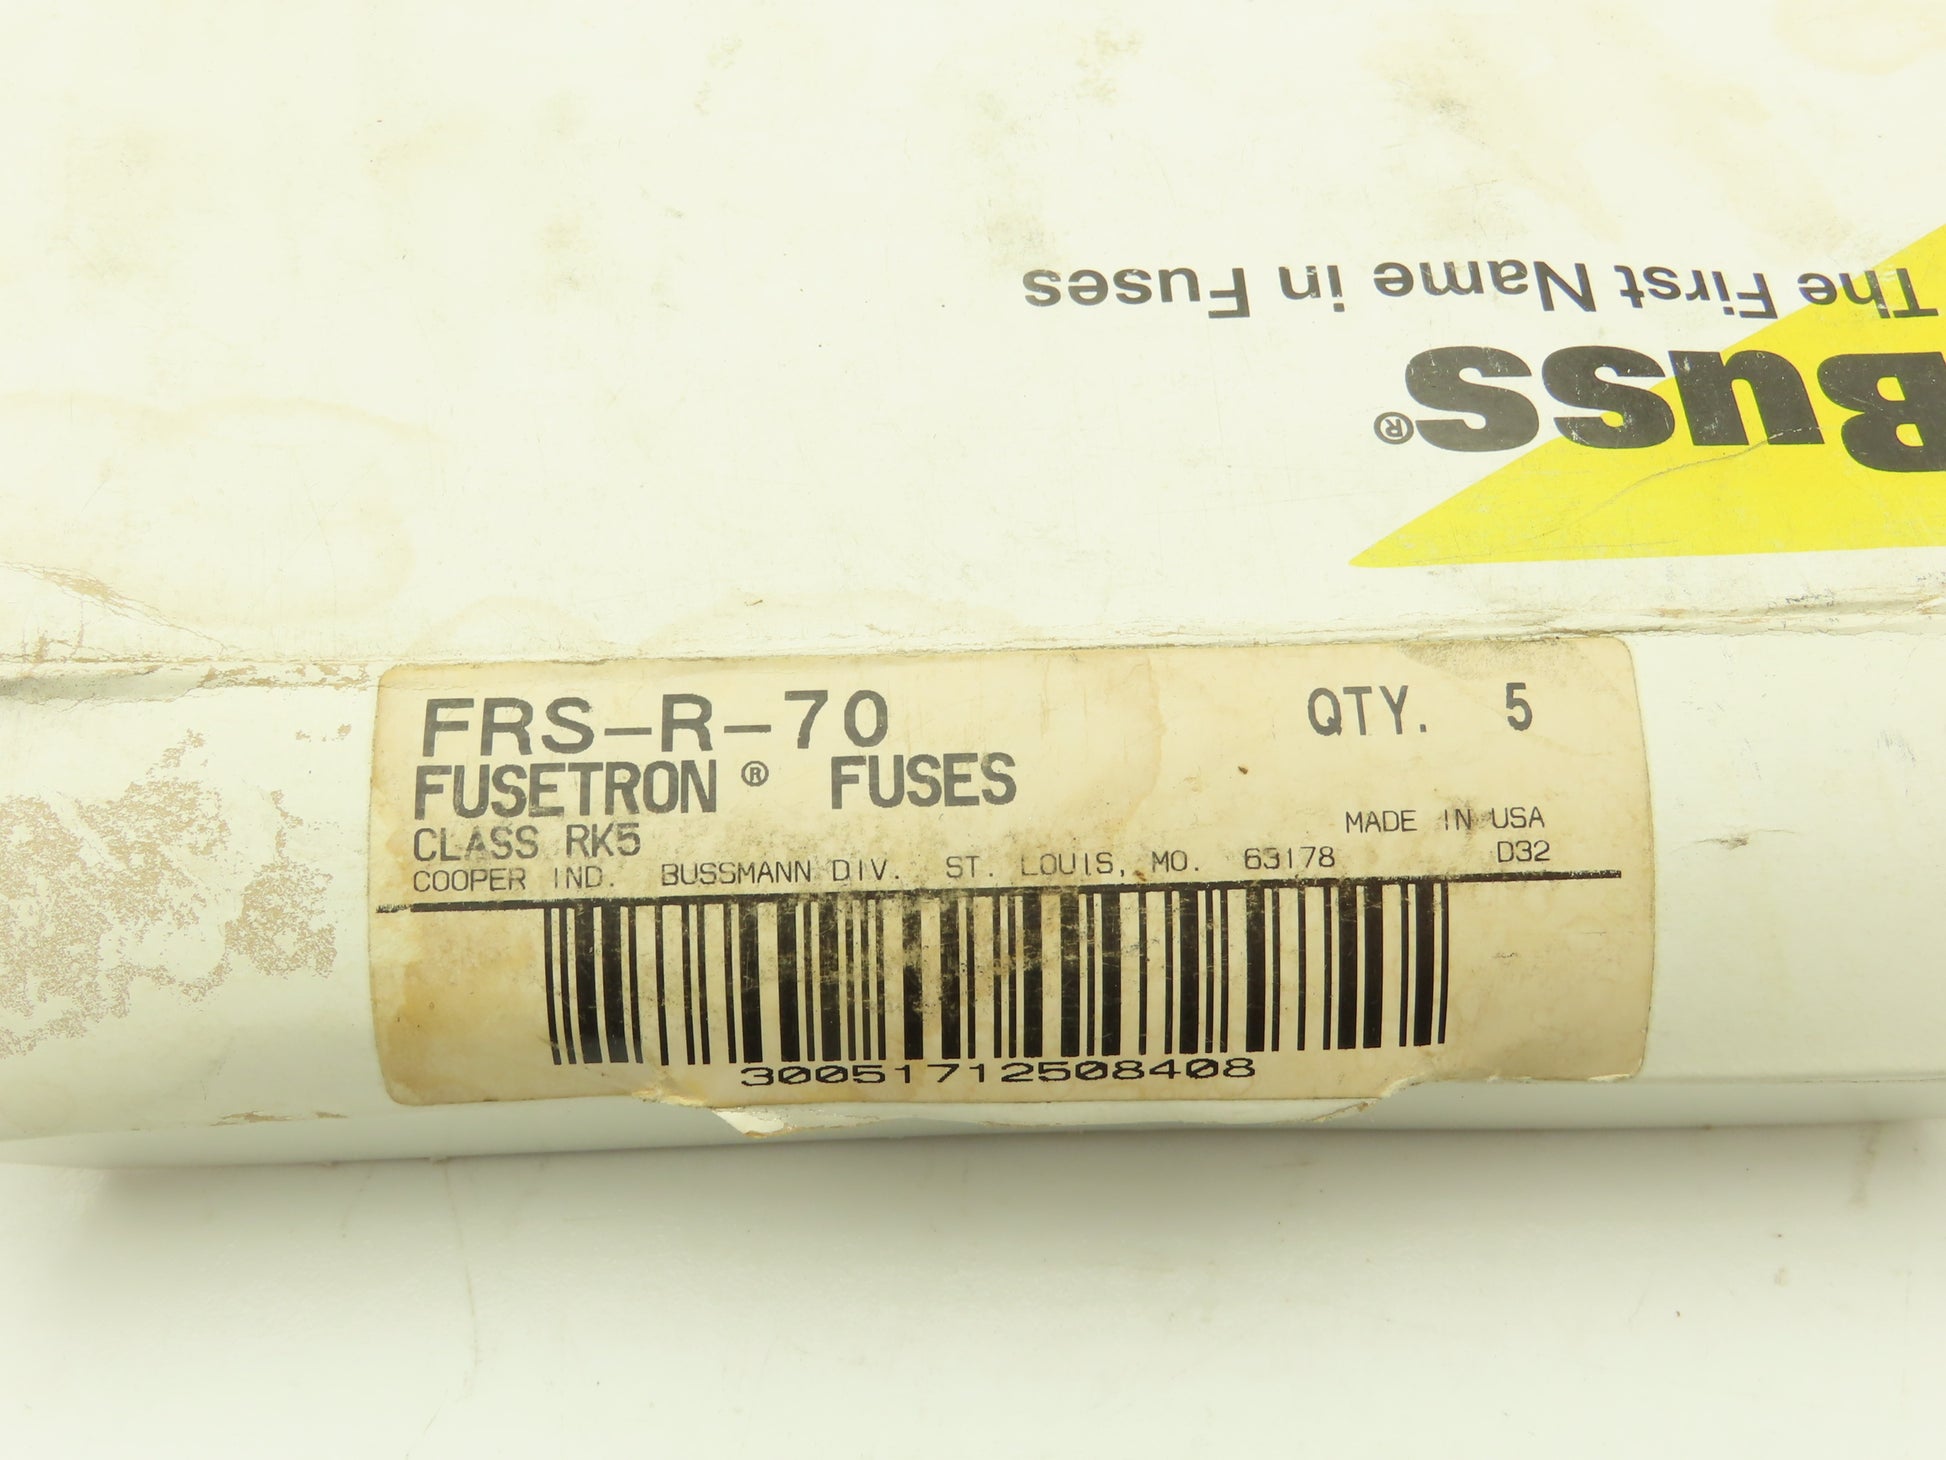 The First Name in Fuses
Buss®
FRS-R-70 QTY. 5
FUSETRON® FUSES
CLASS RK5 MADE IN USA
COOPER IND. BUSSMANN DIV. ST. LOUIS, MO. 63178 D32
30051712508408